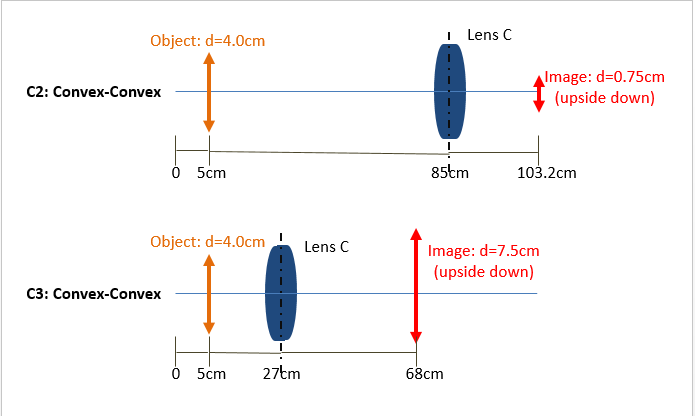 Lens C
Object: d=4.0cm
Image: d=0.75cm
(upside down)
C2: Convex-Convex
0 5cm 85cm 103.2cm
Object: d=4.0cm
Lens C
Image: d=7.5cm
(upside down)
C3: Convex-Convex
0 5cm 27cm 68cm